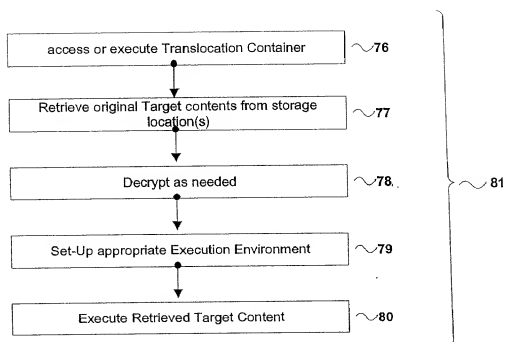 access or execute Translocation Container
76
Retrieve original Target contents from storage
location(s)
77
Decrypt as needed
78
81
Set-Up appropriate Execution Environment
79
Execute Retrieved Target Content
80